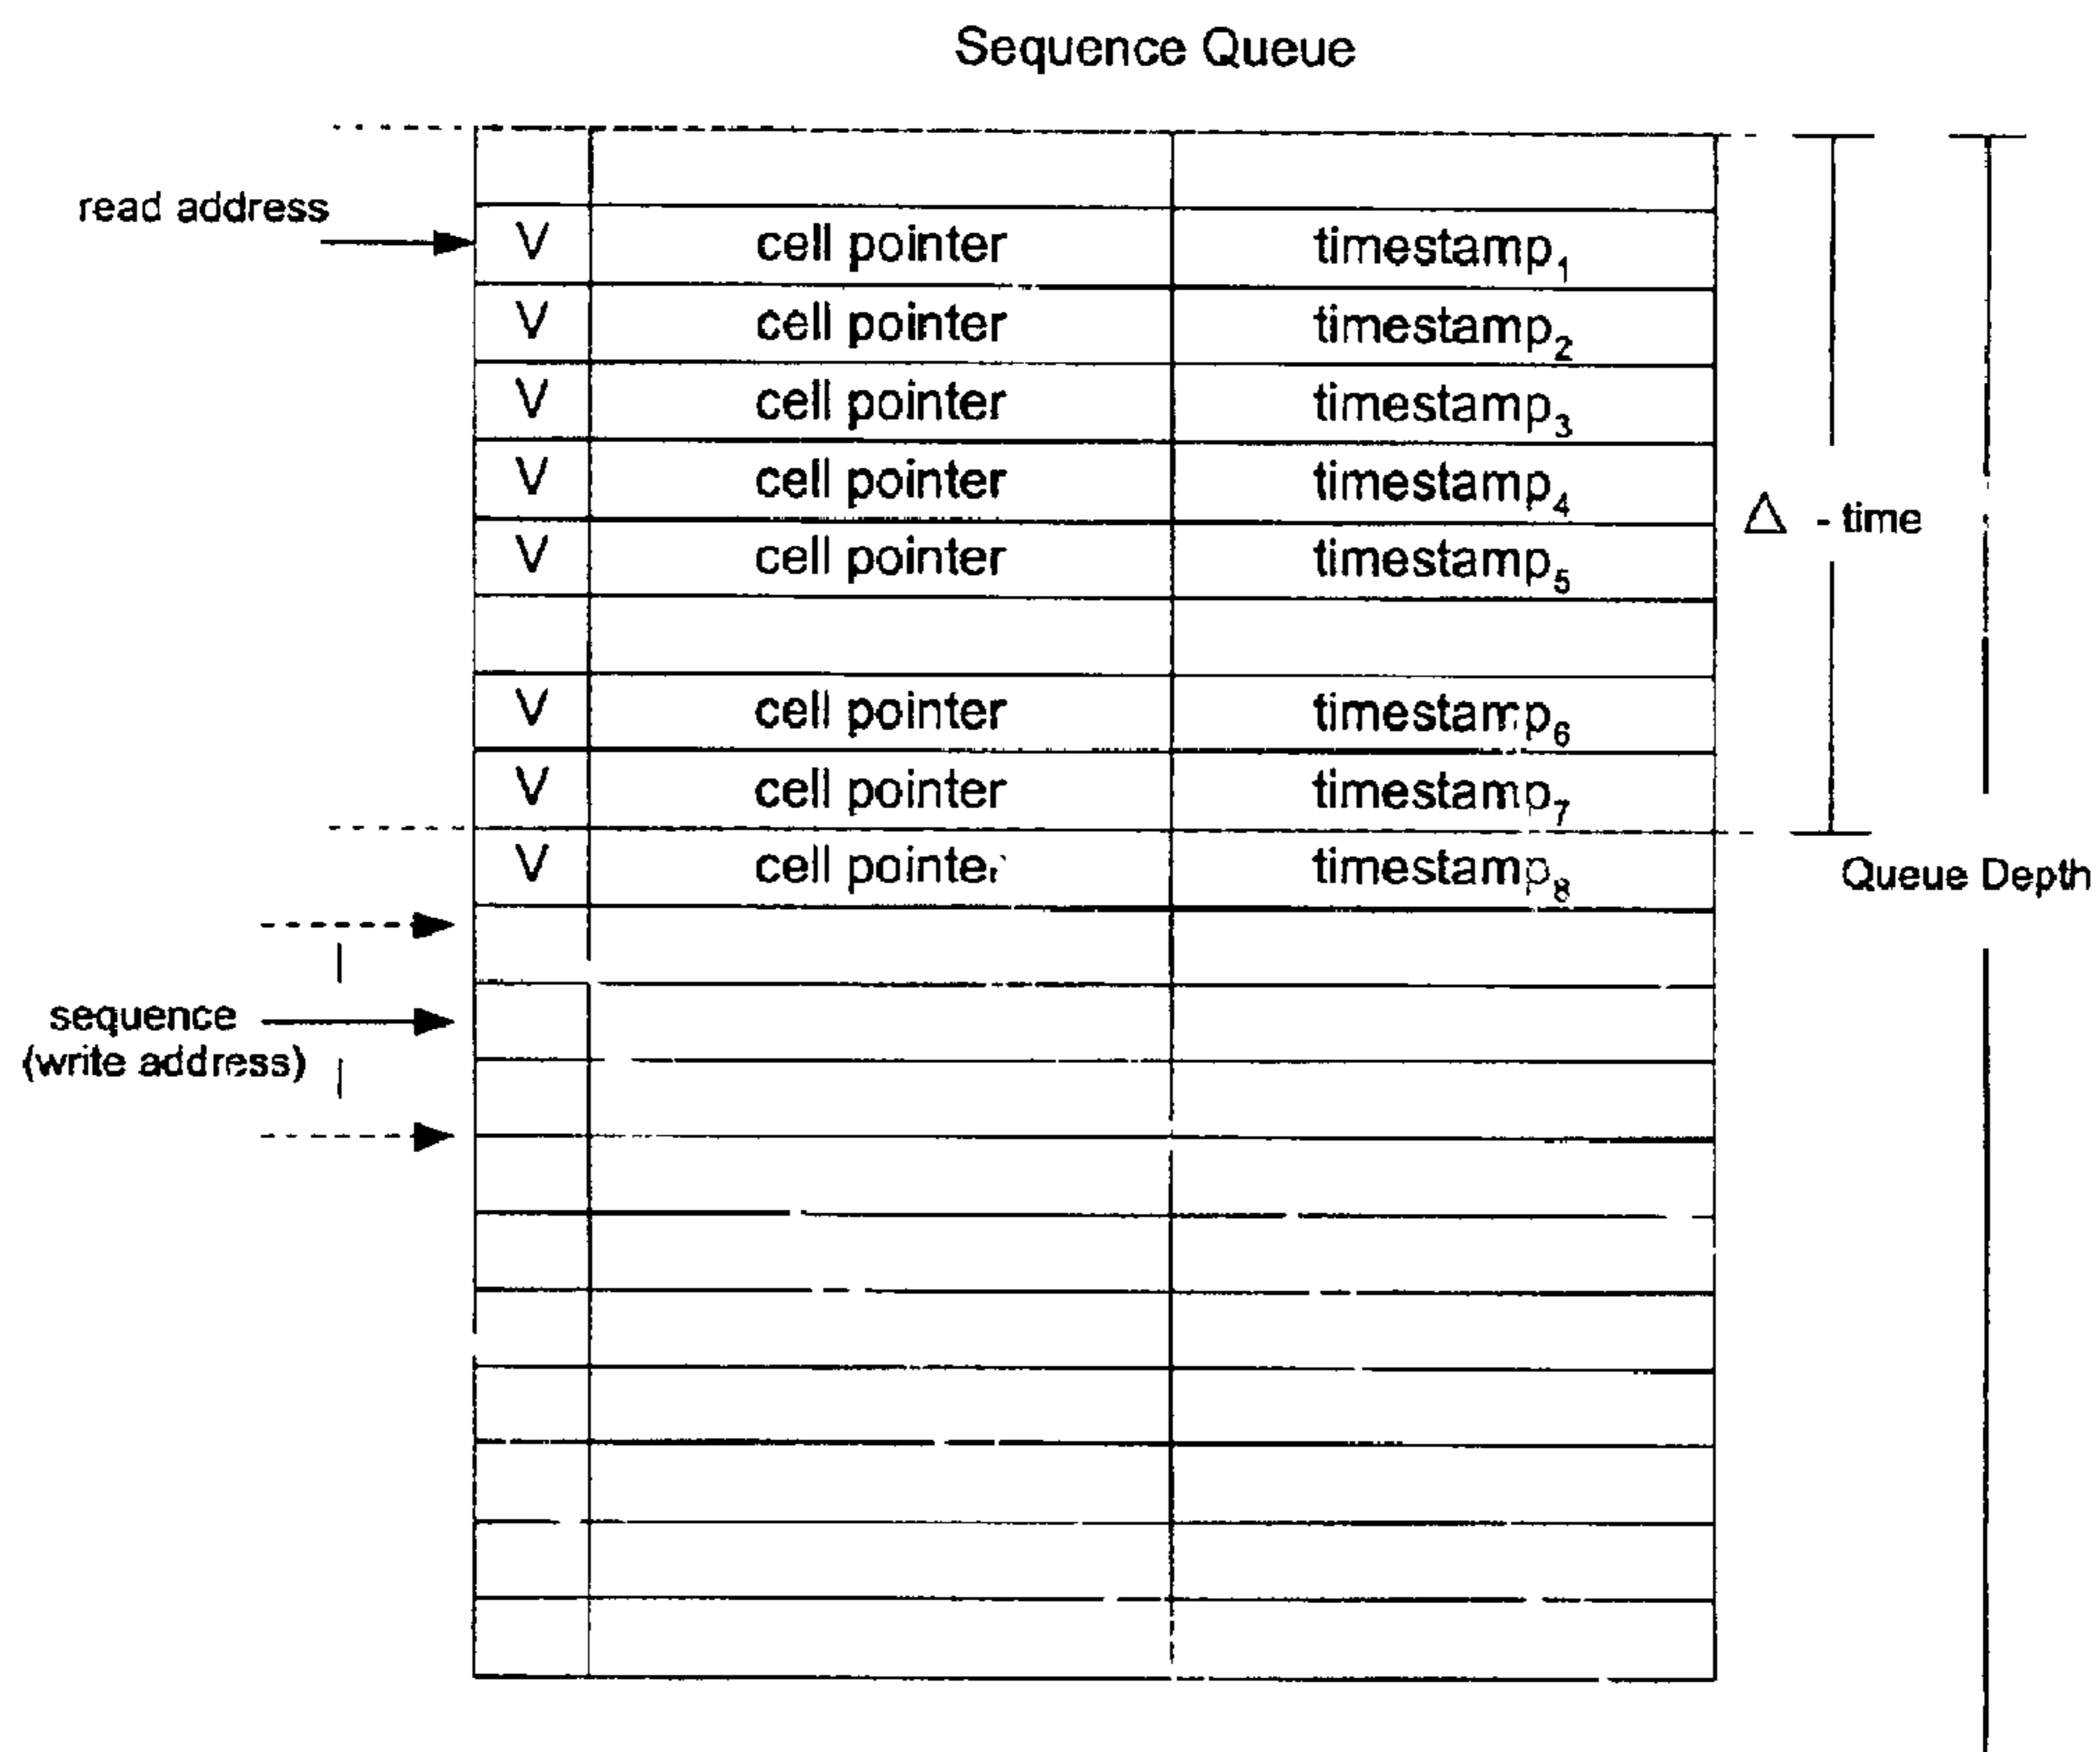 Sequence Queue
read address
V cell pointer timestamp₁
V cell pointer timestamp₂
V cell pointer timestamp₃
V cell pointer timestamp₄
Δ - time
V cell pointer timestamp₅
V cell pointer timestamp₆
V cell pointer timestamp₇
V cell pointer timestamp₈
Queue Depth
sequence
(write address)